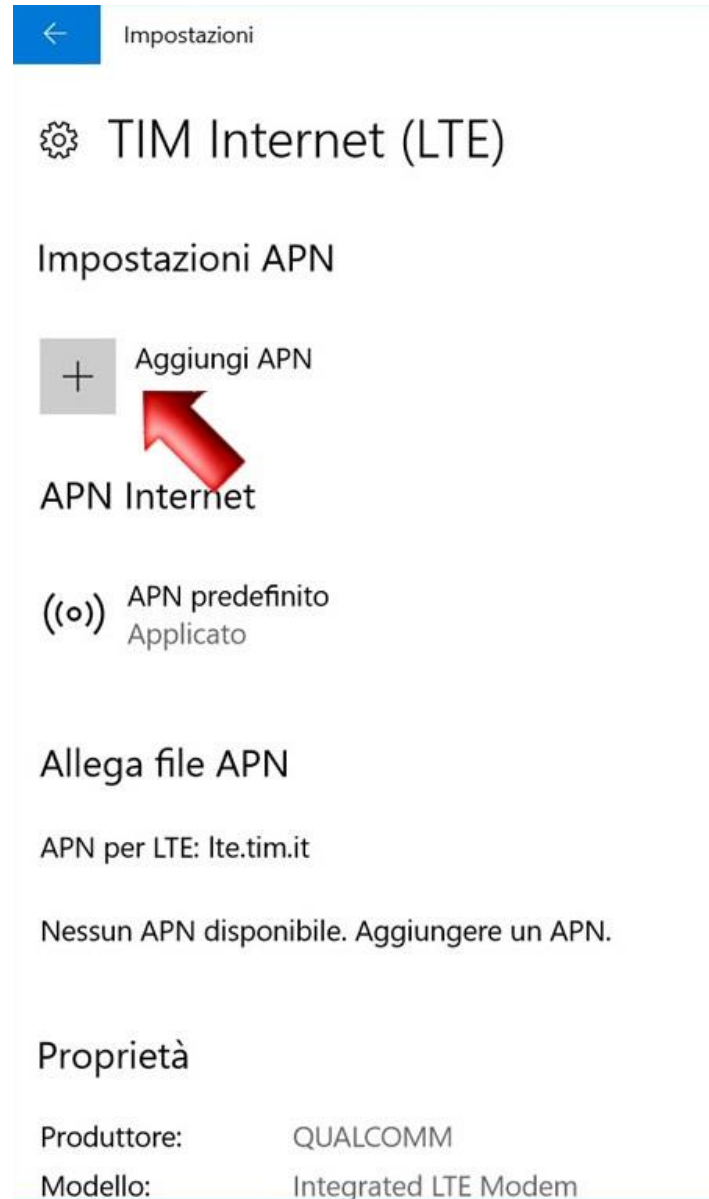 Impostazioni
TIM Internet (LTE)
Impostazioni APN
Aggiungi APN
APN Internet
APN predefinito
Applicato
Allega file APN
APN per LTE: lte.tim.it
Nessun APN disponibile. Aggiungere un APN.
Proprietà
Produttore: QUALCOMM
Modello: Integrated LTE Modem